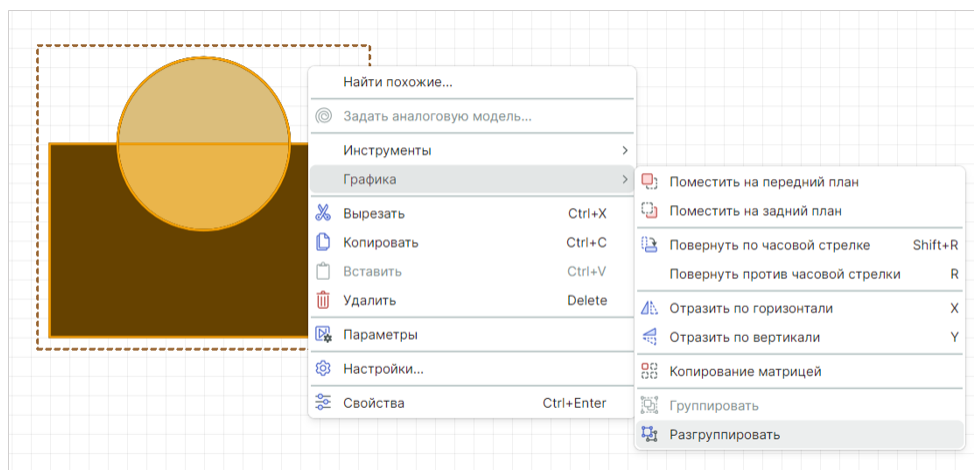 Найти похожие...
Задать аналоговую модель...
Инструменты
Графика
Вырезать Ctrl+X
Копировать Ctrl+C
Вставить Ctrl+V
Удалить Delete
Параметры
Настройки...
Свойства Ctrl+Enter
Поместить на передний план
Поместить на задний план
Повернуть по часовой стрелке Shift+R
Повернуть против часовой стрелки R
Отразить по горизонтали X
Отразить по вертикали Y
Копирование матрицей
Группировать
Разгруппировать